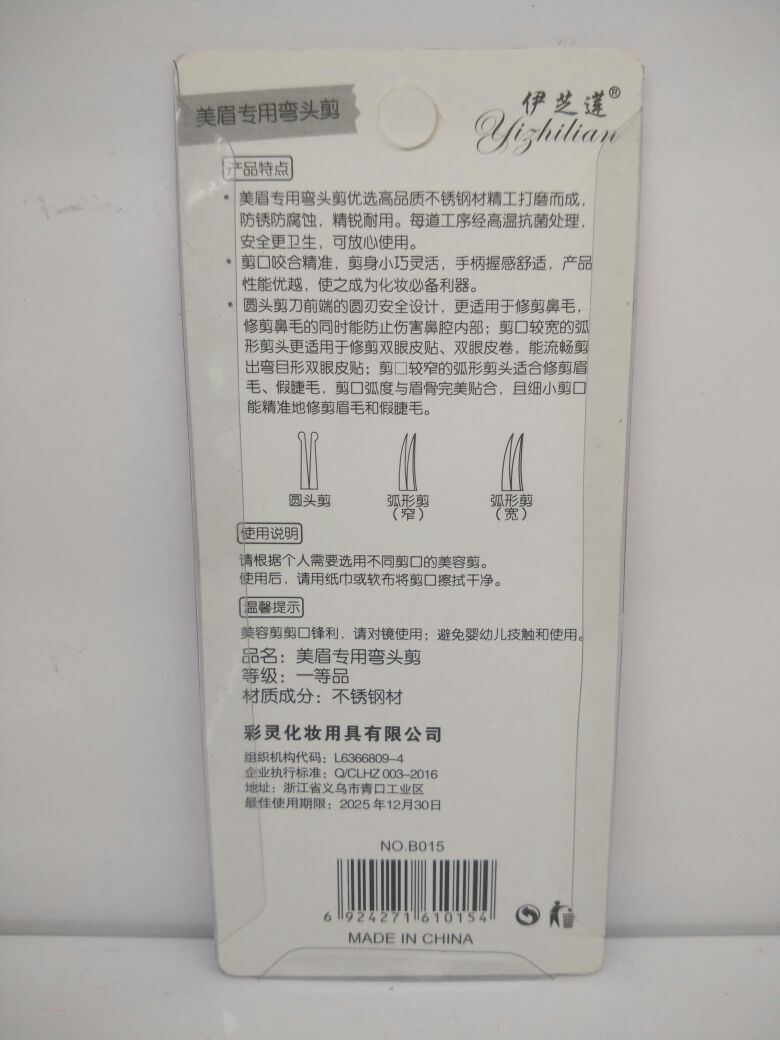 美眉专用弯头剪
伊芝莲®
Yizhilian
产品特点
• 美眉专用弯头剪优选高品质不锈钢材精工打磨而成，
防锈防腐蚀，精锐耐用。每道工序经高温抗菌处理，
安全更卫生，可放心使用。
• 剪口咬合精准，剪身小巧灵活，手柄握感舒适，产品
性能优越，使之成为化妆必备利器。
• 圆头剪刀前端的圆刃安全设计，更适用于修剪鼻毛，
修剪鼻毛的同时能防止伤害鼻腔内部；剪口较宽的弧
形剪头更适用于修剪双眼皮贴、双眼皮卷，能流畅剪
出弯目形双眼皮贴；剪□较窄的弧形剪头适合修剪眉
毛、假睫毛，剪口弧度与眉骨完美贴合，且细小剪口
能精准地修剪眉毛和假睫毛。
圆头剪 弧形剪 弧形剪
（窄） （宽）
使用说明
请根据个人需要选用不同剪口的美容剪。
使用后，请用纸巾或软布将剪口擦拭干净。
温馨提示
美容剪剪口锋利，请对镜使用；避免婴幼儿技触和使用。
品名：美眉专用弯头剪
等级：一等品
材质成分：不锈钢材
彩灵化妆用具有限公司
组织机构代码：L6366809-4
企业执行标准：Q/CLHZ 003-2016
地址：浙江省义乌市青口工业区
最佳使用期限：2025年12月30日
NO.B015
6 924271 610154
MADE IN CHINA